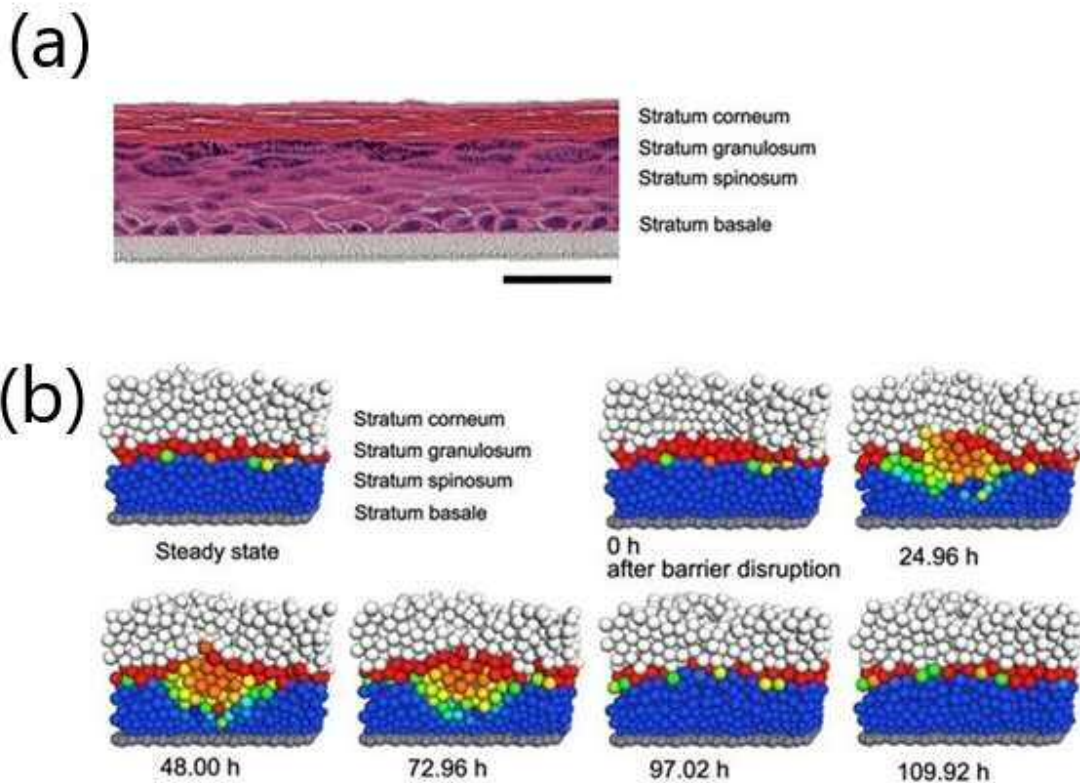 (a)
Stratum corneum
Stratum granulosum
Stratum spinosum
Stratum basale
(b)
Stratum corneum
Stratum granulosum
Stratum spinosum
Stratum basale
Steady state
0 h
after barrier disruption
24.96 h
48.00 h
72.96 h
97.02 h
109.92 h